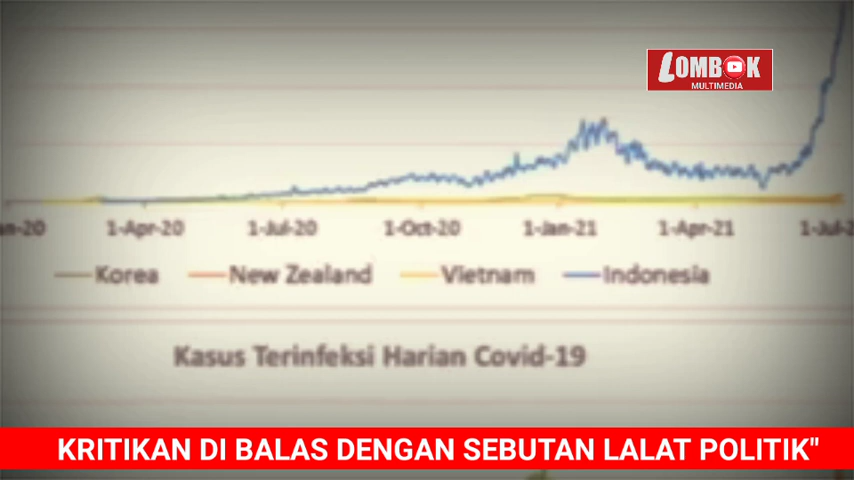 LOMBOK
MULTIMEDIA
1-Apr-20 1-Jul-20 1-Oct-20 1-Jan-21 1-Apr-21
Korea New Zealand Vietnam Indonesia
Kasus Terinfeksi Harian Covid-19
KRITIKAN DI BALAS DENGAN SEBUTAN LALAT POLITIK"